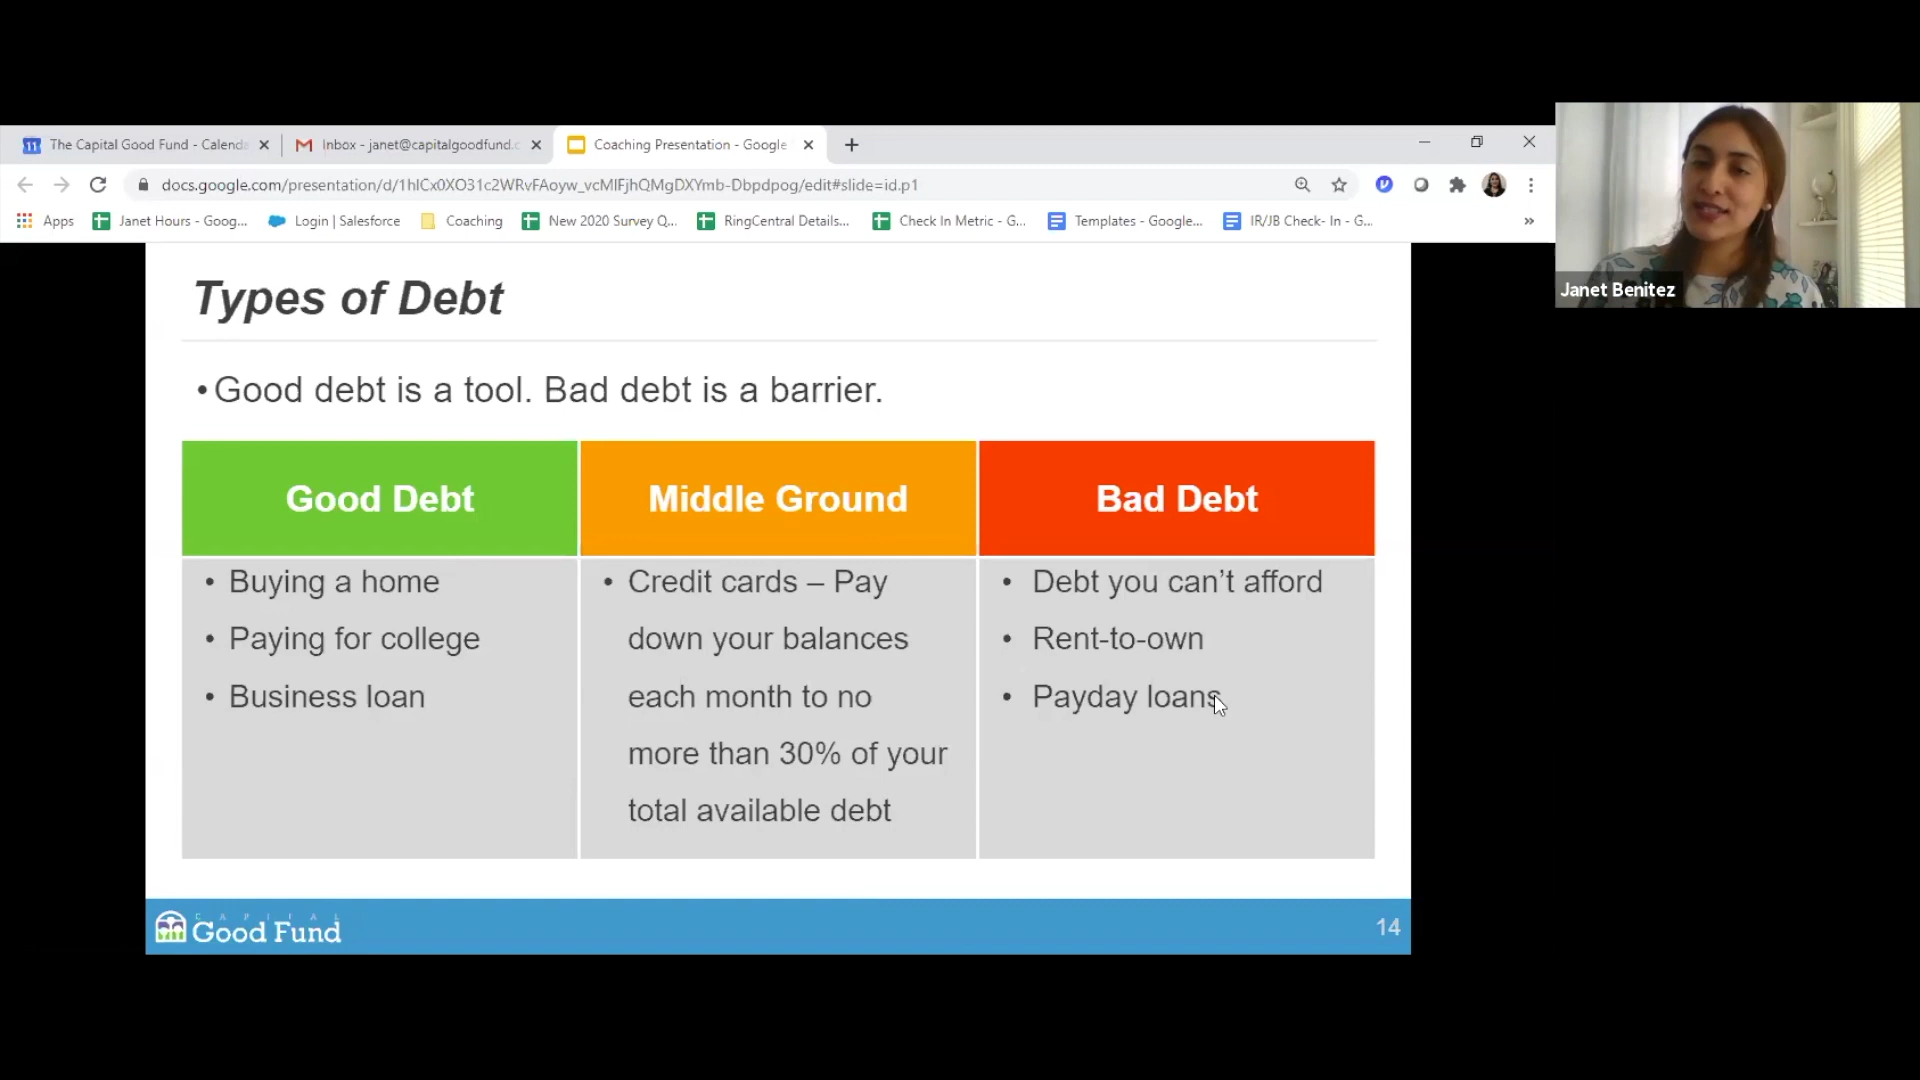 The Capital Good Fund - Calenda
Inbox - janet@capitalgoodfund.c
Coaching Presentation - Google
docs.google.com/presentation/d/1hlCx0XO31c2WRvFAoyw_vcMlFjhQMgDXYmb-Dbpdpog/edit#slide=id.p1
Apps
Janet Hours - Goog...
Login | Salesforce
Coaching
New 2020 Survey Q...
RingCentral Details...
Check In Metric - G...
Templates - Google...
IR/JB Check- In - G...
»
Janet Benitez
Types of Debt
• Good debt is a tool. Bad debt is a barrier.
Good Debt
• Buying a home
• Paying for college
• Business loan
Middle Ground
• Credit cards – Pay
down your balances
each month to no
more than 30% of your
total available debt
Bad Debt
• Debt you can’t afford
• Rent-to-own
• Payday loans
CAPITAL
Good Fund
14